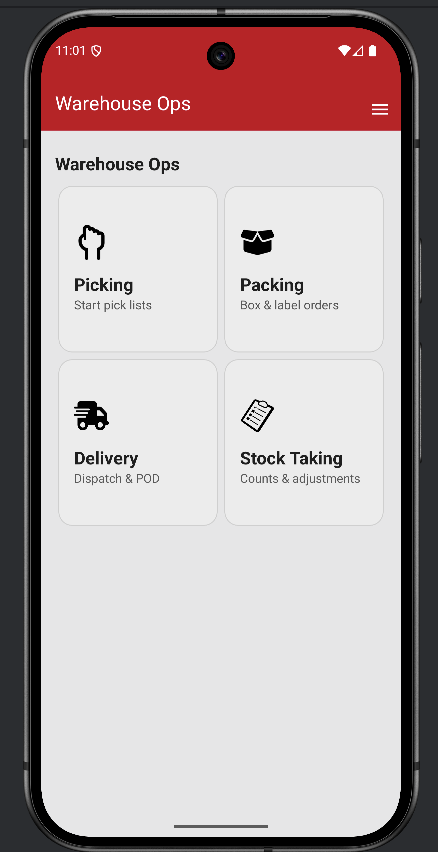 11:01
Warehouse Ops
Warehouse Ops
Picking
Start pick lists
Packing
Box & label orders
Delivery
Dispatch & POD
Stock Taking
Counts & adjustments